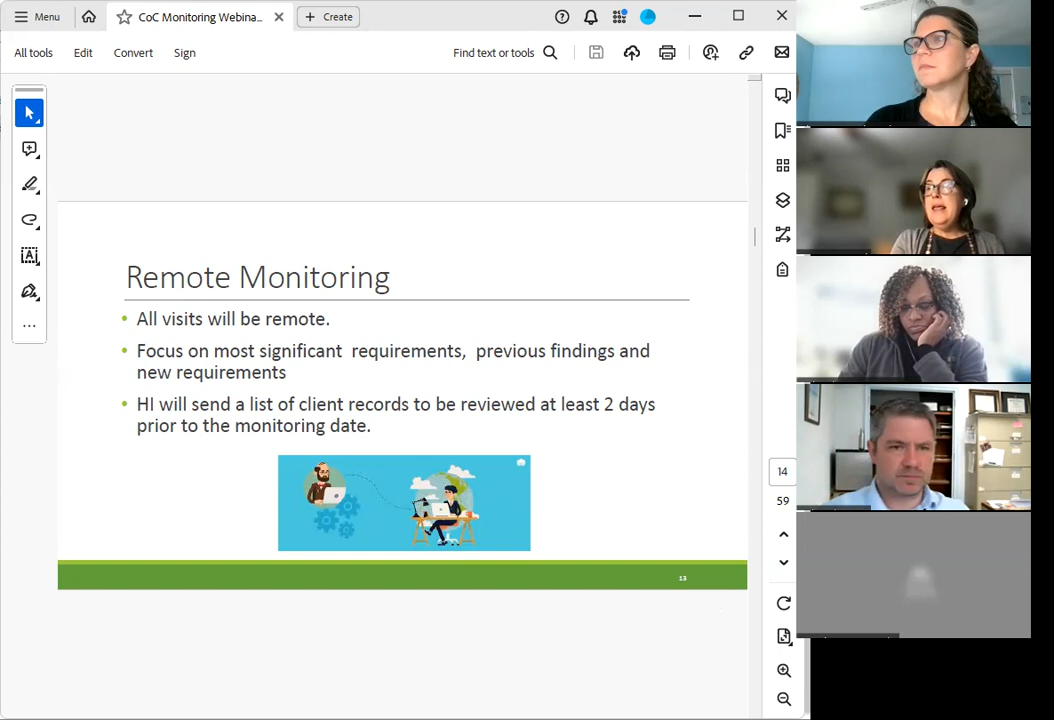 Menu
CoC Monitoring Webina...
Create
All tools
Edit
Convert
Sign
Find text or tools
Remote Monitoring
• All visits will be remote.
• Focus on most significant requirements, previous findings and
new requirements
• HI will send a list of client records to be reviewed at least 2 days
prior to the monitoring date.
13
14
59